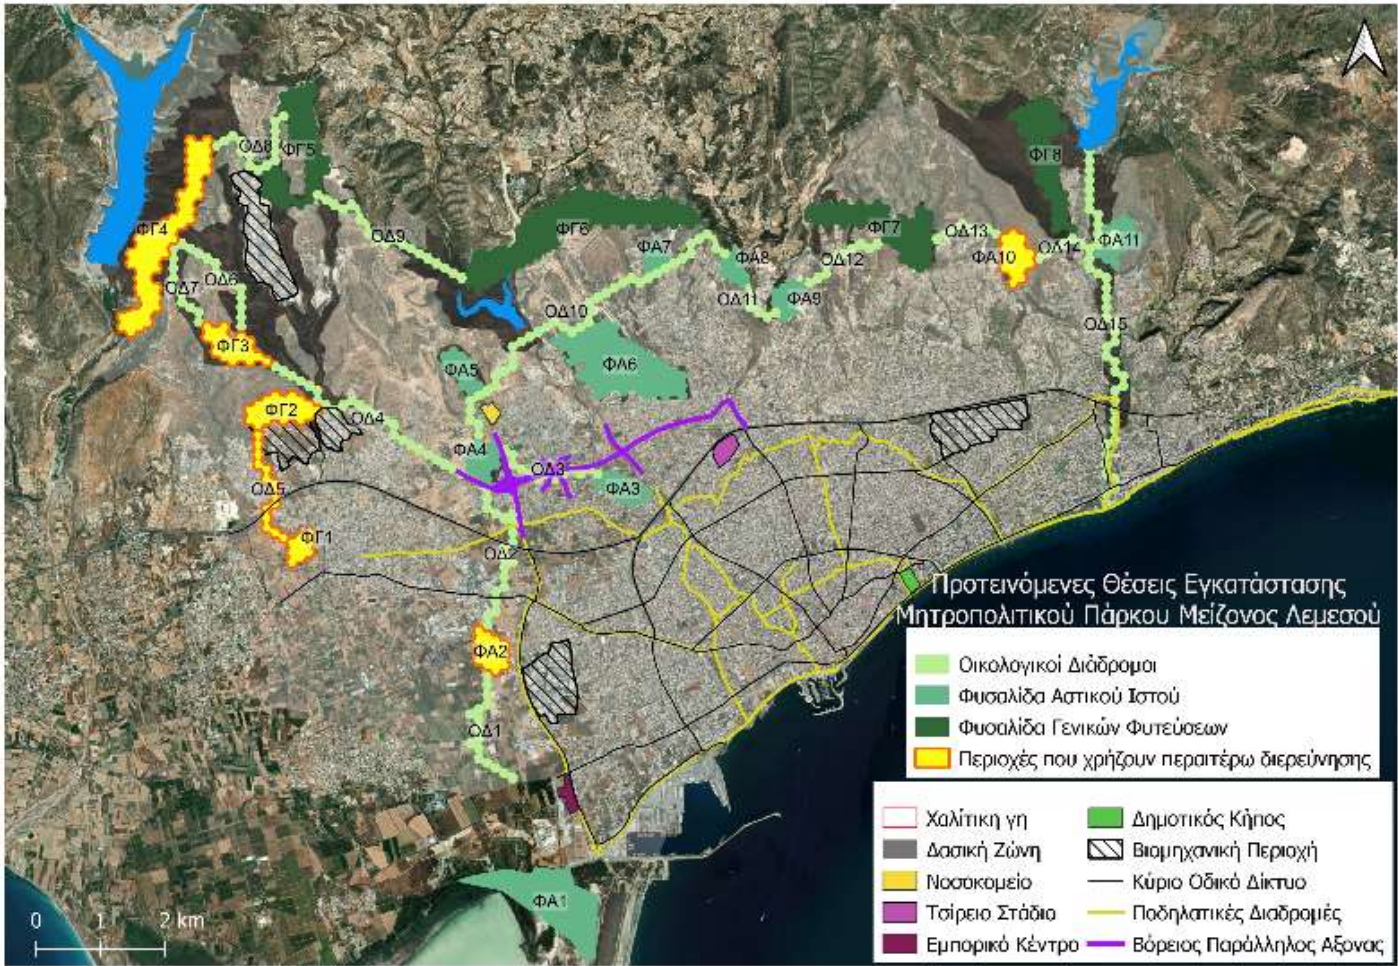 ΟΔ8
ΦΓ5
ΦΓ8
ΦΓ4
ΟΔ9
ΦΓ6
ΦΑ7
ΦΓ7
ΟΔ13
ΟΔ14
ΦΑ11
ΟΔ7
ΟΔ6
ΦΑ8
ΟΔ12
ΦΑ10
ΟΔ10
ΟΔ11
ΦΑ9
ΟΔ15
ΦΓ3
ΦΑ5
ΦΑ6
ΦΓ2
ΟΔ4
ΦΑ4
ΟΔ3
ΦΑ3
ΟΔ5
ΦΓ1
ΟΔ2
ΦΑ2
ΟΔ1
ΦΑ1
Προτεινόμενες Θέσεις Εγκατάστασης
Μητροπολιτικού Πάρκου Μείζονος Λεμεσού
Οικολογικοί Διάδρομοι
Φυσαλίδα Αστικού Ιστού
Φυσαλίδα Γενικών Φυτεύσεων
Περιοχές που χρήζουν περαιτέρω διερεύνησης
Χαλίτικη γη
Δασική Ζώνη
Νοσοκομείο
Τσίρειο Στάδιο
Εμπορικό Κέντρο
Δημοτικός Κήπος
Βιομηχανική Περιοχή
Κύριο Οδικό Δίκτυο
Ποδηλατικές Διαδρομές
Βόρειος Παράλληλος Αξονας
0 1 2 km